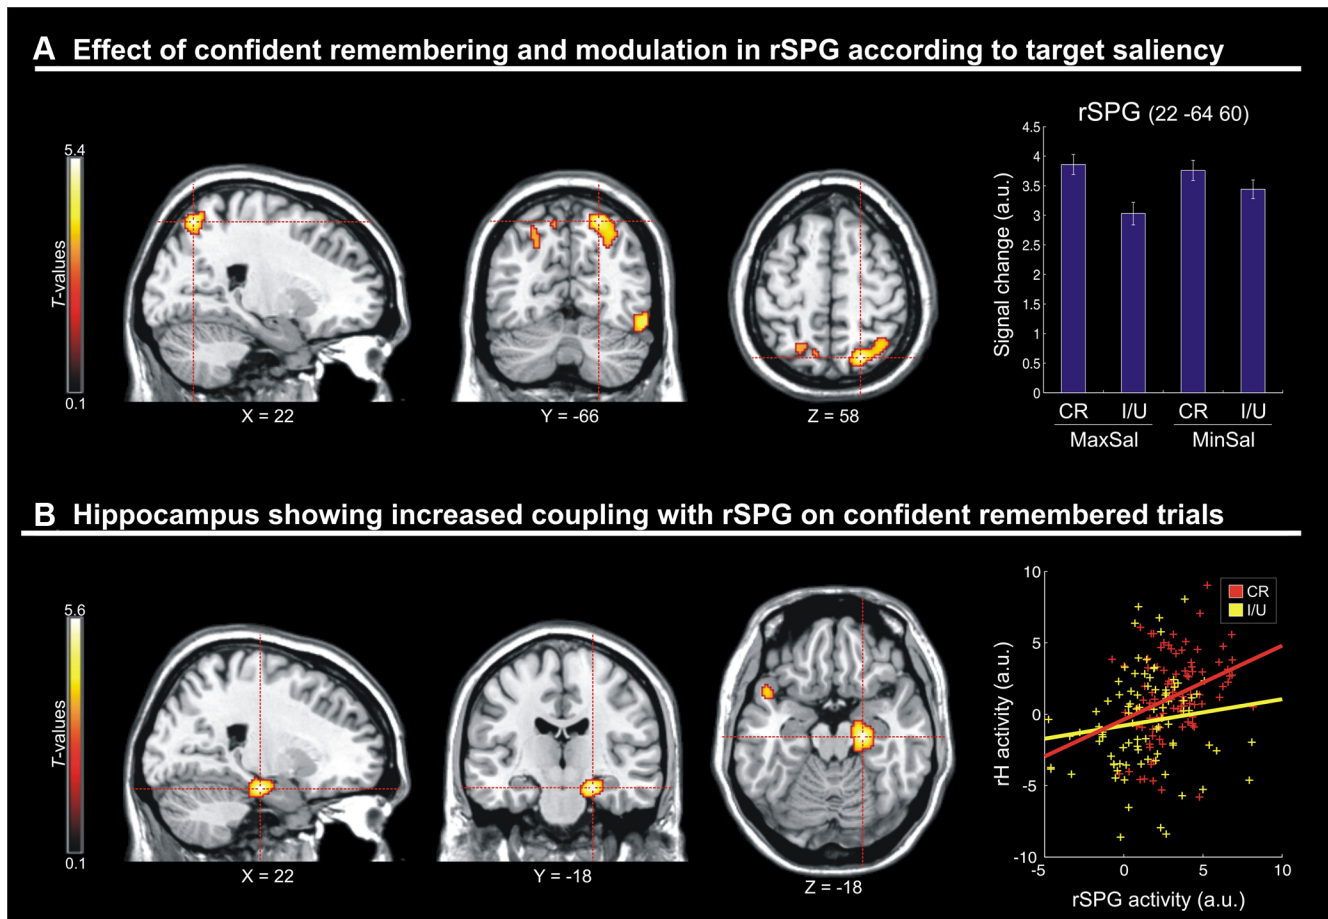 A Effect of confident remembering and modulation in rSPG according to target saliency
5.4
T-values
0.1
X = 22
Y = -66
Z = 58
rSPG (22 -64 60)
Signal change (a.u.)
4.5
4
3.5
3
2.5
2
1.5
1
0.5
0
CR I/U CR I/U
MaxSal MinSal
B Hippocampus showing increased coupling with rSPG on confident remembered trials
5.6
T-values
0.1
X = 22
Y = -18
Z = -18
rH activity (a.u.)
10
5
0
-5
-10
CR
I/U
-5 0 5 10
rSPG activity (a.u.)